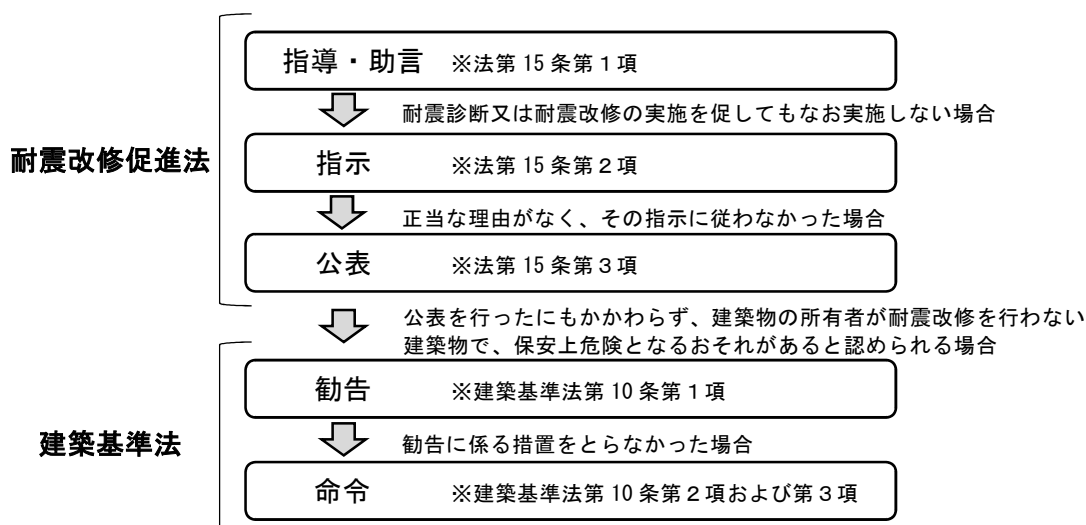 指導・助言 ※法第15条第1項
耐震診断又は耐震改修の実施を促してもなお実施しない場合
耐震改修促進法
指示 ※法第15条第2項
正当な理由がなく、その指示に従わなかった場合
公表 ※法第15条第3項
公表を行ったにもかかわらず、建築物の所有者が耐震改修を行わない
建築物で、保安上危険となるおそれがあると認められる場合
勧告 ※建築基準法第10条第1項
建築基準法
勧告に係る措置をとらなかった場合
命令 ※建築基準法第10条第2項および第3項